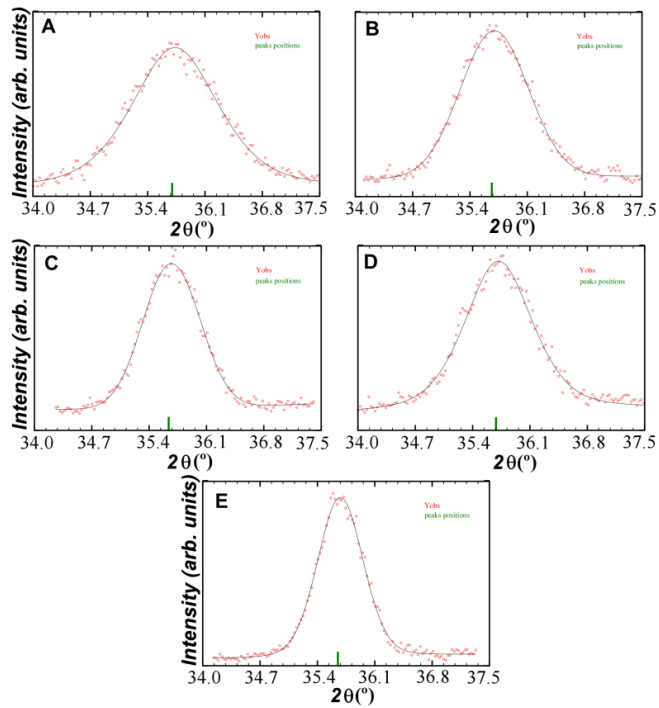 A
Yobs
peaks positions
Intensity (arb. units)
34.0 34.7 35.4 36.1 36.8 37.5
2θ(º)
B
Yobs
peaks positions
34.0 34.7 35.4 36.1 36.8 37.5
2θ(º)
C
Yobs
peaks positions
Intensity (arb. units)
34.0 34.7 35.4 36.1 36.8 37.5
2θ(º)
D
Yobs
peaks positions
34.0 34.7 35.4 36.1 36.8 37.5
2θ(º)
E
Yobs
peaks positions
Intensity (arb. units)
34.0 34.7 35.4 36.1 36.8 37.5
2θ(º)